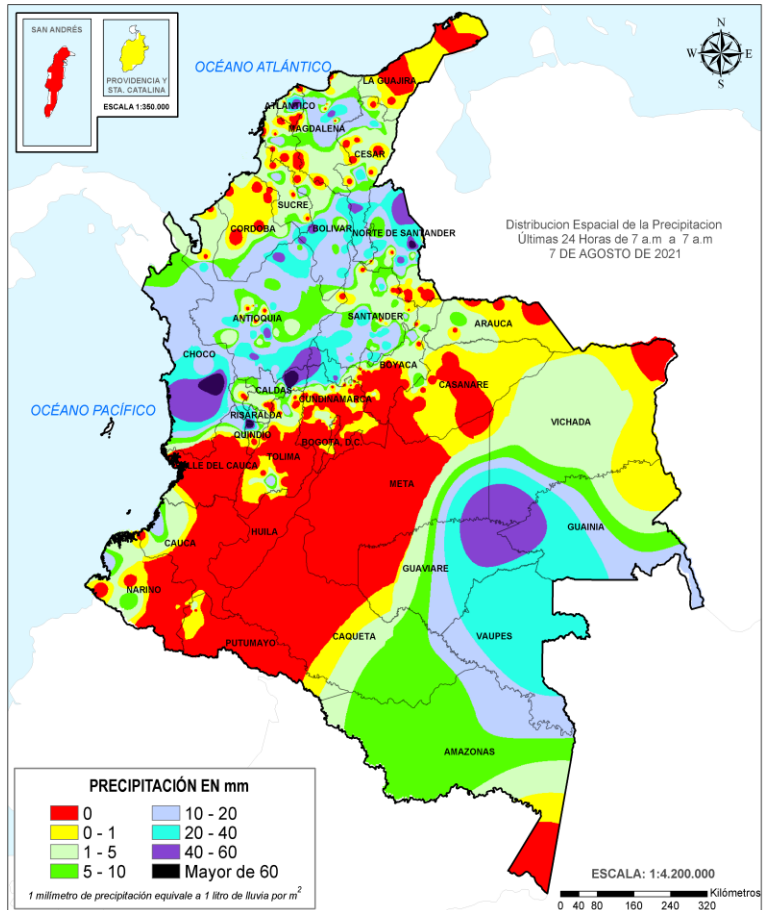 SAN ANDRÉS
PROVIDENCIA Y
STA. CATALINA
ESCALA 1:350.000
N
W
E
S
OCÉANO ATLÁNTICO
LA GUAJIRA
ATLANTICO
MAGDALENA
CESAR
SUCRE
CORDOBA
BOLIVAR
NORTE DE SANTANDER
Distribucion Espacial de la Precipitacion
Últimas 24 Horas de 7 a.m a 7 a.m
7 DE AGOSTO DE 2021
ANTIOQUIA
SANTANDER
ARAUCA
CHOCO
BOYACA
CALDAS
CASANARE
CUNDINAMARCA
OCÉANO PACÍFICO
RISARALDA
VICHADA
QUINDIO
BOGOTA, D.C.
TOLIMA
VALLE DEL CAUCA
META
GUAINIA
HUILA
CAUCA
GUAVIARE
NARIÑO
CAQUETA
VAUPES
PUTUMAYO
AMAZONAS
PRECIPITACIÓN EN mm
0
10 - 20
0 - 1
20 - 40
1 - 5
40 - 60
5 - 10
Mayor de 60
1 milímetro de precipitación equivale a 1 litro de lluvia por m2
ESCALA: 1:4.200.000
Kilómetros
0 40 80 160 240 320